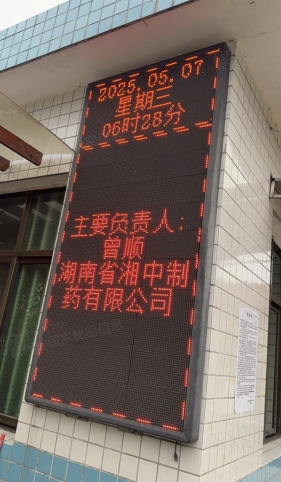 2025.05.07
星期三
06时28分
主要负责人:
曾顺
湖南省湘中制
药有限公司